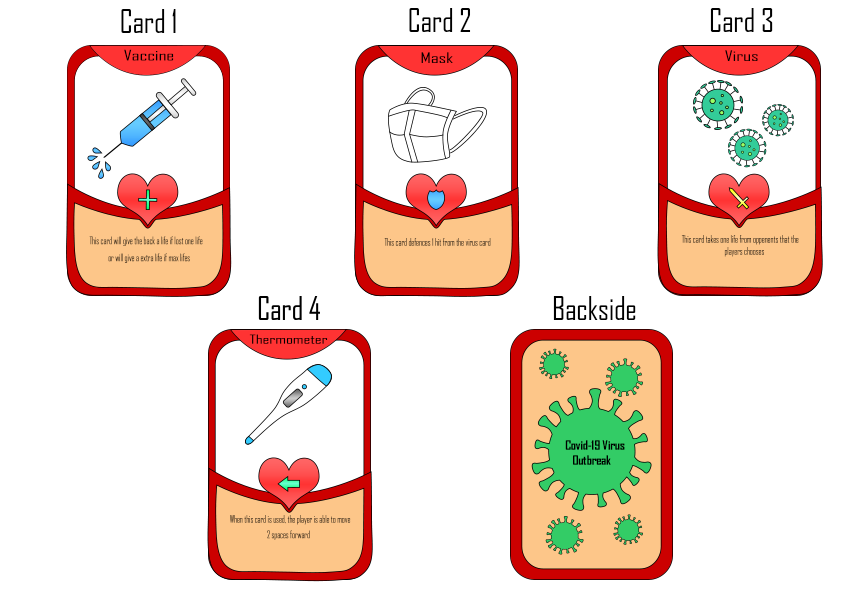 Card 1
Card 2
Card 3
Vaccine
Mask
Virus
This card will give the back a life if lost one life
or will give a extra life if max lifes
This card defences 1 hit from the virus card
This card takes one life from oppenents that the
players chooses
Card 4
Backside
Thermometer
Covid-19 Virus
Outbreak
When this card is used, the player is able to move
2 spaces forward